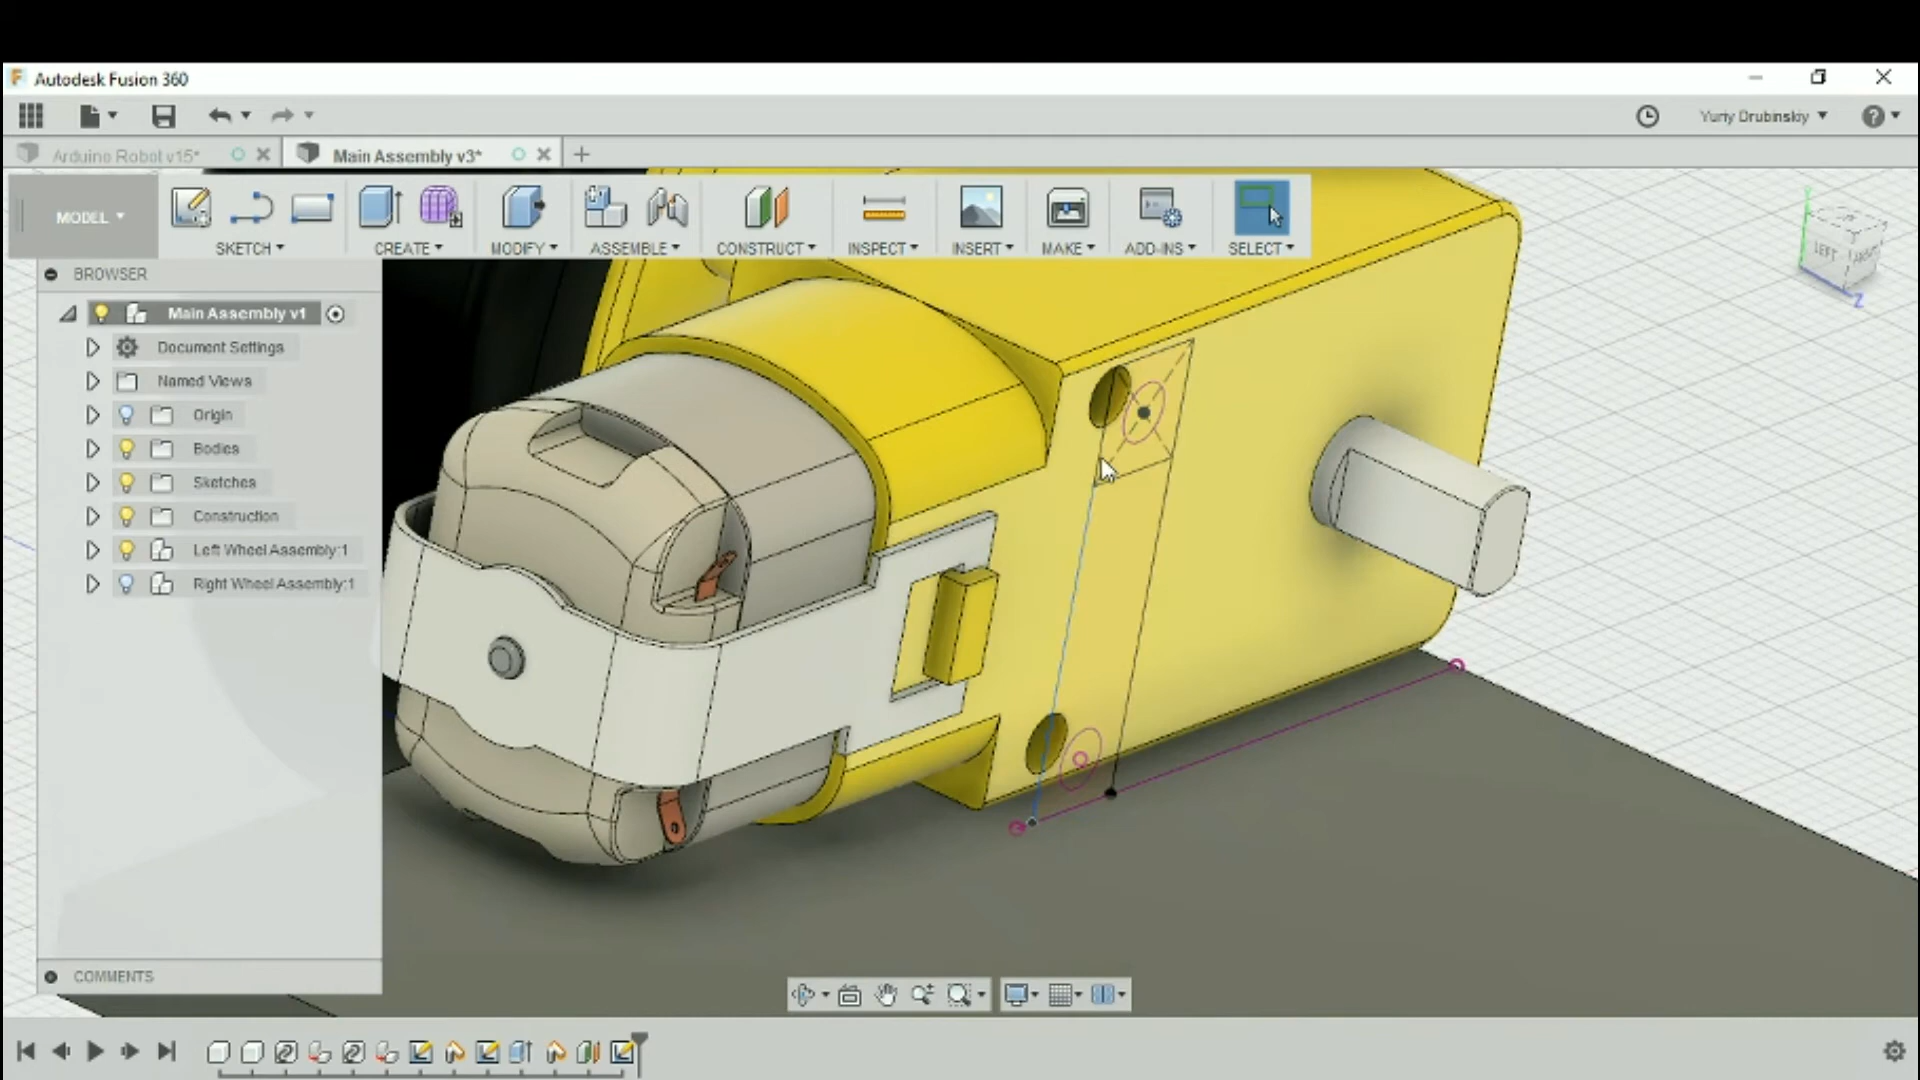 Autodesk Fusion 360
Yuriy Drubinskiy
Arduino Robot v15*
Main Assembly v3*
MODEL
SKETCH
CREATE
MODIFY
ASSEMBLE
CONSTRUCT
INSPECT
INSERT
MAKE
ADD-INS
SELECT
LEFT
Y
Z
BROWSER
Main Assembly v1
Document Settings
Named Views
Origin
Bodies
Sketches
Construction
Left Wheel Assembly:1
Right Wheel Assembly:1
COMMENTS